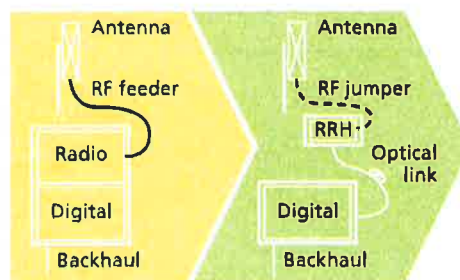 Antenna
RF feeder
Radio
Digital
Backhaul
Antenna
RF jumper
RRH
Optical
link
Digital
Backhaul